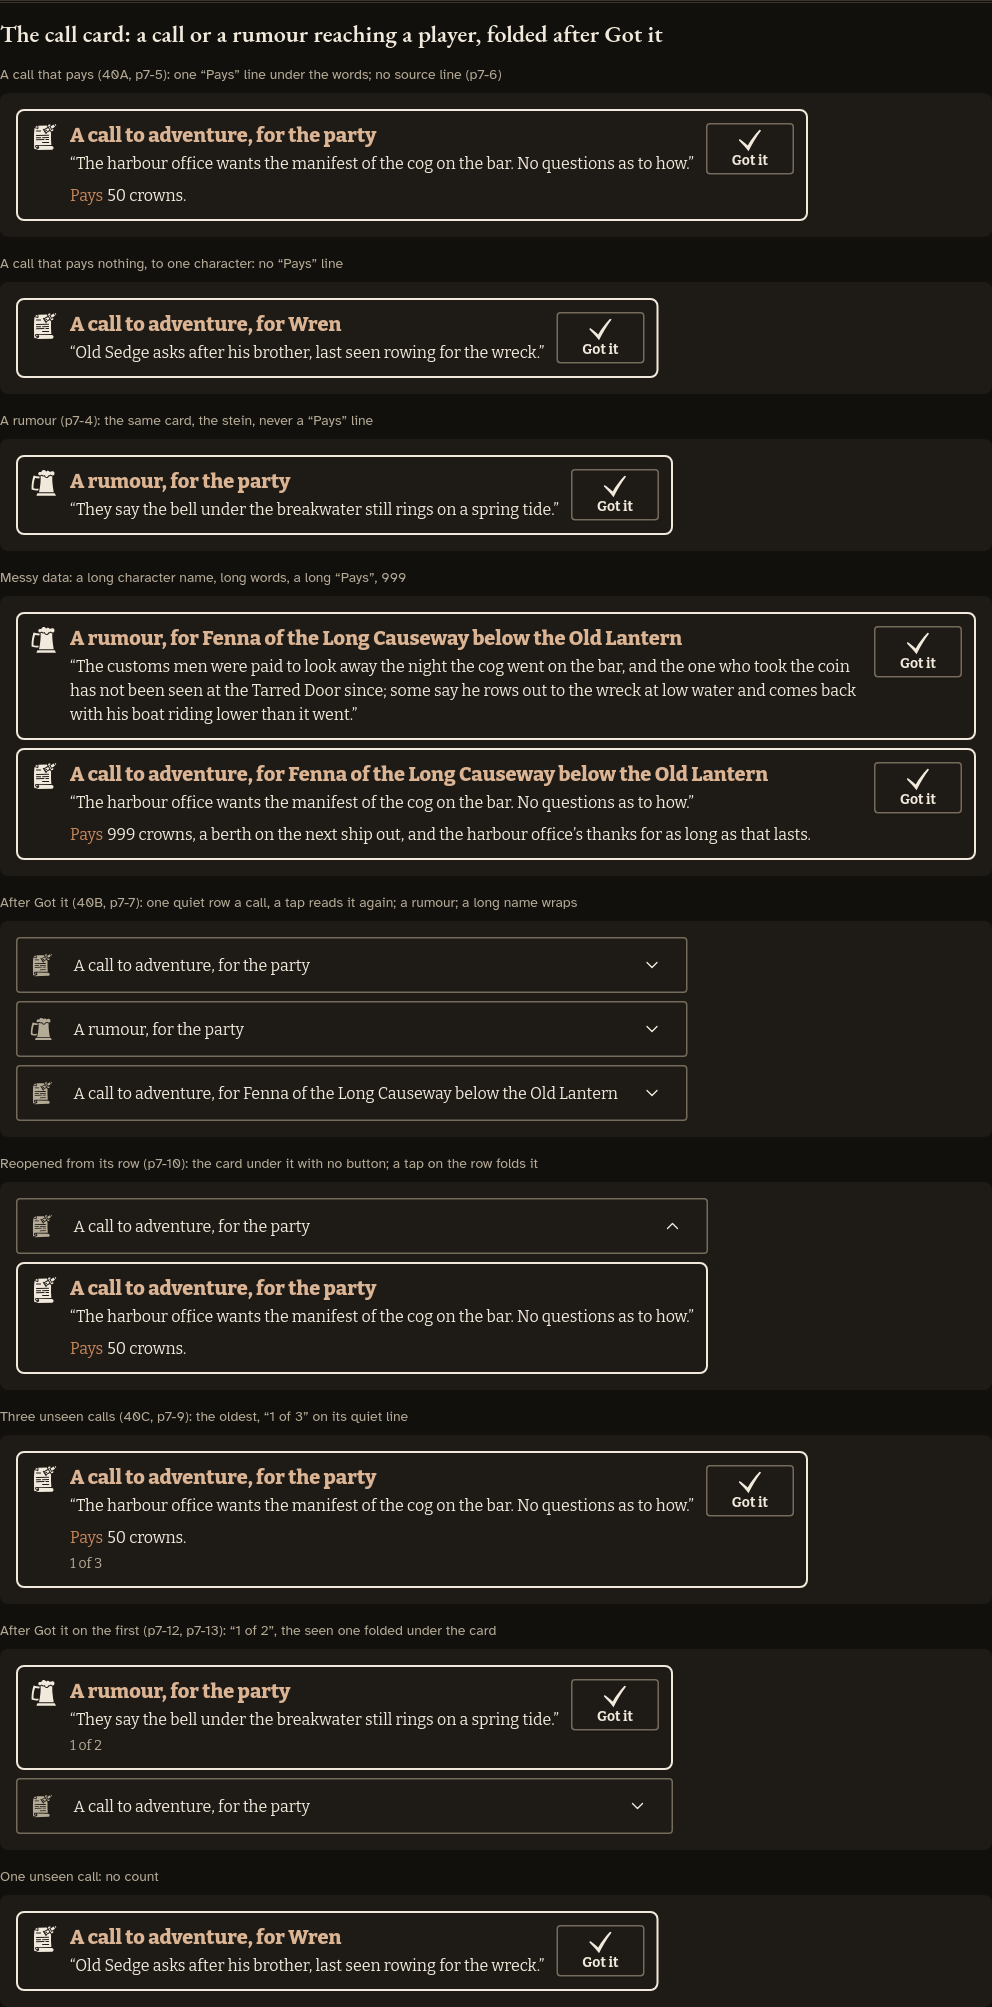 The call card: a call or a rumour reaching a player, folded after Got it
A call that pays (40A, p7-5): one “Pays” line under the words; no source line (p7-6)
A call to adventure, for the party
“The harbour office wants the manifest of the cog on the bar. No questions as to how.”
Got it
Pays 50 crowns.
A call that pays nothing, to one character: no “Pays” line
A call to adventure, for Wren
“Old Sedge asks after his brother, last seen rowing for the wreck.”
Got it
A rumour (p7-4): the same card, the stein, never a “Pays” line
A rumour, for the party
“They say the bell under the breakwater still rings on a spring tide.”
Got it
Messy data: a long character name, long words, a long “Pays”, 999
A rumour, for Fenna of the Long Causeway below the Old Lantern
“The customs men were paid to look away the night the cog went on the bar, and the one who took the coin
Got it
has not been seen at the Tarred Door since; some say he rows out to the wreck at low water and comes back
with his boat riding lower than it went.”
A call to adventure, for Fenna of the Long Causeway below the Old Lantern
“The harbour office wants the manifest of the cog on the bar. No questions as to how.”
Got it
Pays 999 crowns, a berth on the next ship out, and the harbour office’s thanks for as long as that lasts.
After Got it (40B, p7-7): one quiet row a call, a tap reads it again; a rumour; a long name wraps
A call to adventure, for the party
A rumour, for the party
A call to adventure, for Fenna of the Long Causeway below the Old Lantern
Reopened from its row (p7-10): the card under it with no button; a tap on the row folds it
A call to adventure, for the party
A call to adventure, for the party
“The harbour office wants the manifest of the cog on the bar. No questions as to how.”
Pays 50 crowns.
Three unseen calls (40C, p7-9): the oldest, “1 of 3” on its quiet line
A call to adventure, for the party
“The harbour office wants the manifest of the cog on the bar. No questions as to how.”
Got it
Pays 50 crowns.
1 of 3
After Got it on the first (p7-12, p7-13): “1 of 2”, the seen one folded under the card
A rumour, for the party
“They say the bell under the breakwater still rings on a spring tide.”
Got it
1 of 2
A call to adventure, for the party
One unseen call: no count
A call to adventure, for Wren
“Old Sedge asks after his brother, last seen rowing for the wreck.”
Got it